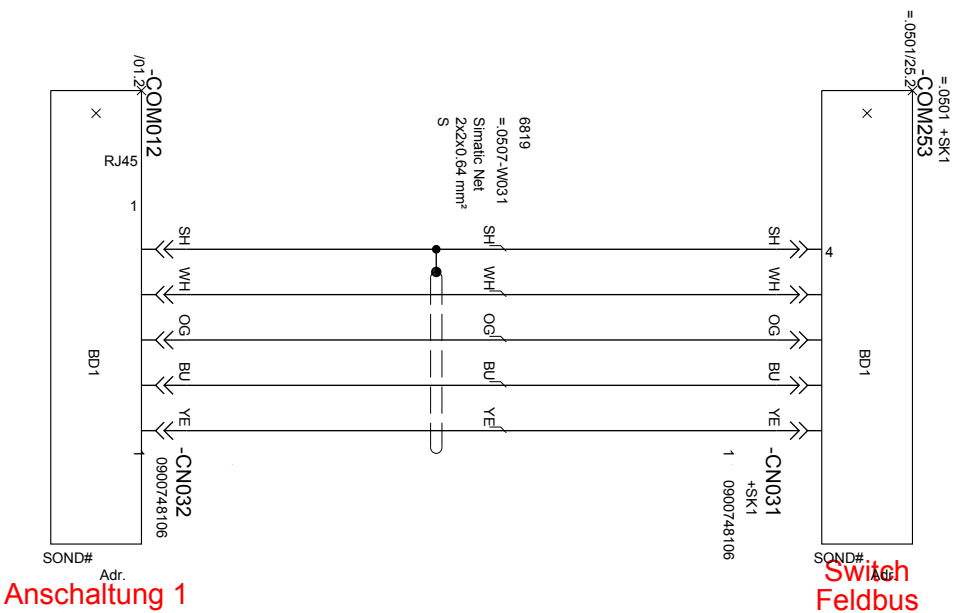 =.0501/25.2
-COM253
=.0501 +SK1
/01.2
-COM012
RJ45
1
BD1
6819
=.0507-W031
Simatic Net
2x2x0.64 mm²
S
4
BD1
SH
SH
SH
WH
WH
WH
OG
OG
OG
BU
BU
BU
YE
YE
YE
1
-CN032
0900748106
-CN031
+SK1
1
0900748106
SOND#
Adr.
Anschaltung 1
SOND#
Adr.
Switch
Feldbus